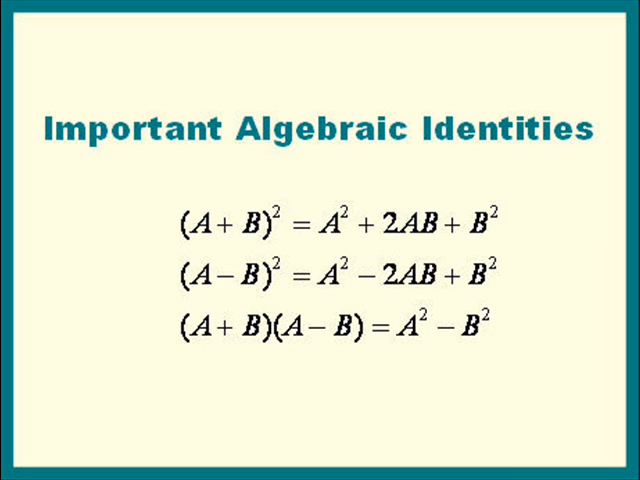 Important Algebraic Identities
(A + B)² = A² + 2AB + B²
(A − B)² = A² − 2AB + B²
(A + B)(A − B) = A² − B²